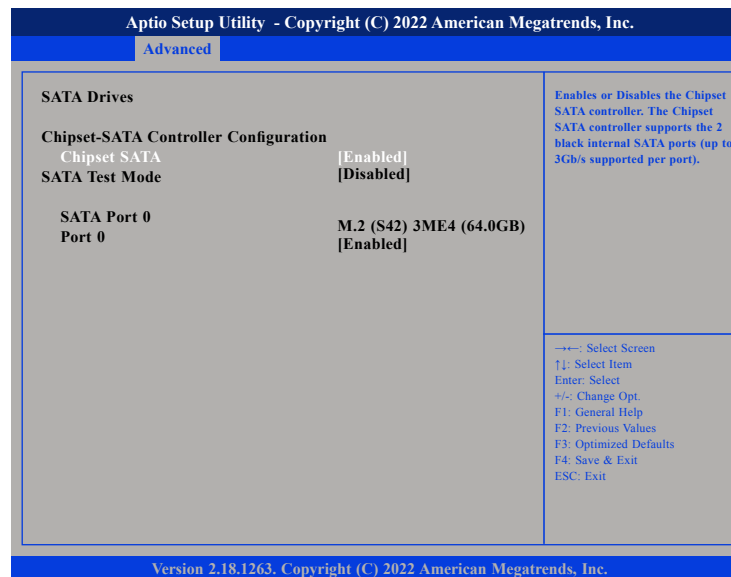 Aptio Setup Utility - Copyright (C) 2022 American Megatrends, Inc.
Advanced
SATA Drives
Chipset-SATA Controller Configuration
Chipset SATA [Enabled]
SATA Test Mode [Disabled]
SATA Port 0 M.2 (S42) 3ME4 (64.0GB)
Port 0 [Enabled]
Enables or Disables the Chipset
SATA controller. The Chipset
SATA controller supports the 2
black internal SATA ports (up to
3Gb/s supported per port).
→←: Select Screen
↑↓: Select Item
Enter: Select
+/-: Change Opt.
F1: General Help
F2: Previous Values
F3: Optimized Defaults
F4: Save & Exit
ESC: Exit
Version 2.18.1263. Copyright (C) 2022 American Megatrends, Inc.